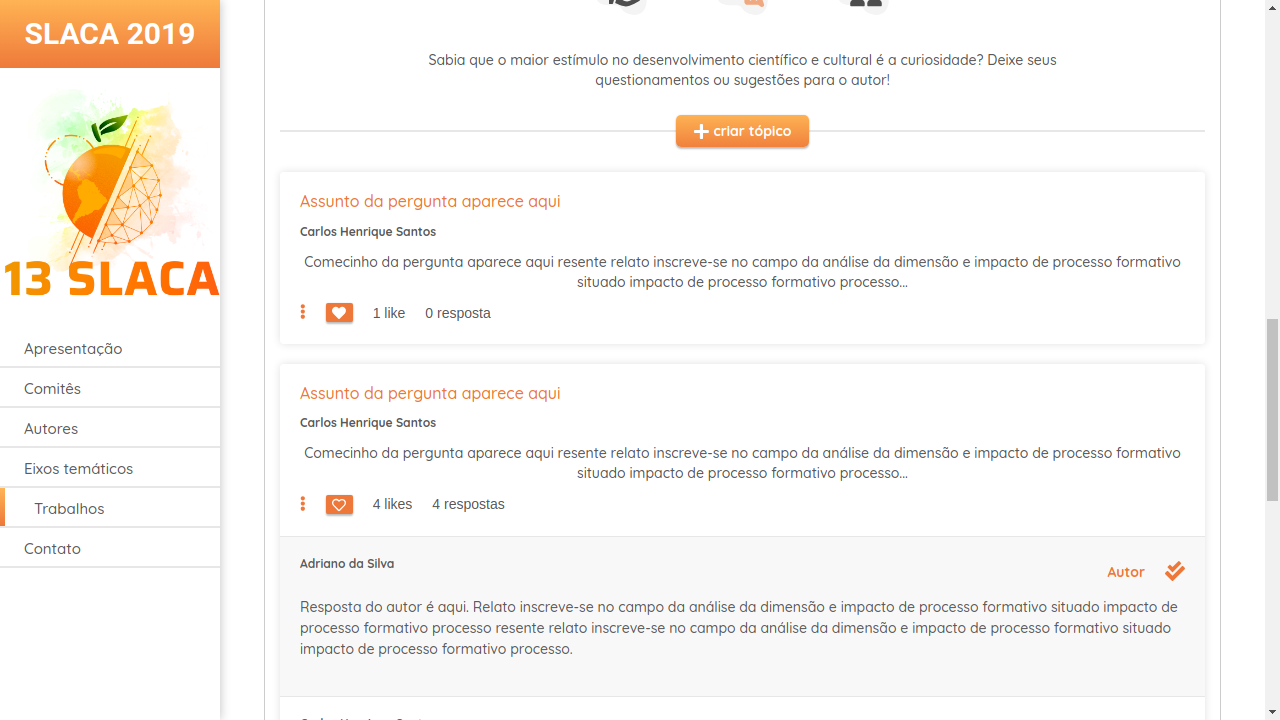 SLACA 2019
13 SLACA
Apresentação
Comitês
Autores
Eixos temáticos
Trabalhos
Contato
Sabia que o maior estímulo no desenvolvimento científico e cultural é a curiosidade? Deixe seus
questionamentos ou sugestões para o autor!
criar tópico
Assunto da pergunta aparece aqui
Carlos Henrique Santos
Comecinho da pergunta aparece aqui resente relato inscreve-se no campo da análise da dimensão e impacto de processo formativo
situado impacto de processo formativo processo...
1 like 0 resposta
Assunto da pergunta aparece aqui
Carlos Henrique Santos
Comecinho da pergunta aparece aqui resente relato inscreve-se no campo da análise da dimensão e impacto de processo formativo
situado impacto de processo formativo processo...
4 likes 4 respostas
Adriano da Silva
Autor
Resposta do autor é aqui. Relato inscreve-se no campo da análise da dimensão e impacto de processo formativo situado impacto de
processo formativo processo resente relato inscreve-se no campo da análise da dimensão e impacto de processo formativo situado
impacto de processo formativo processo.